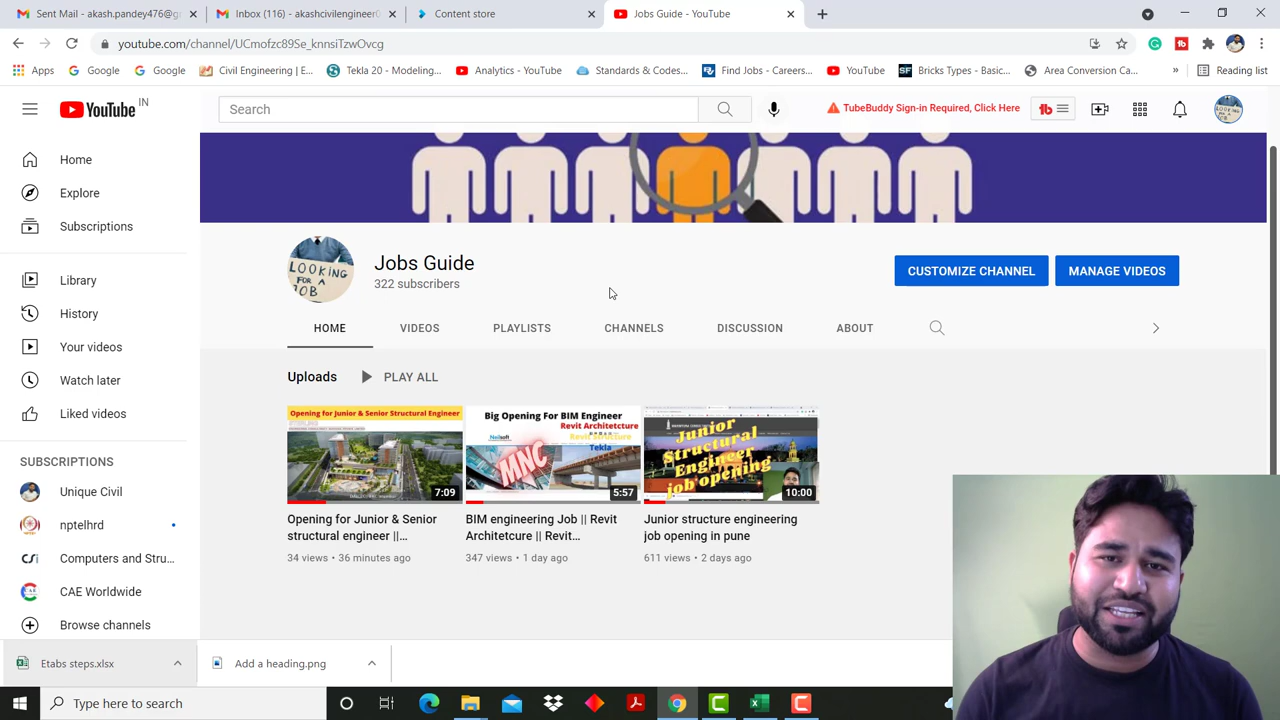 Sent Mail - akash.pandey476@g
Inbox (116) - akashcivilengineer
Content store
Jobs Guide - YouTube
youtube.com/channel/UCmofzc89Se_knnsiTzwOvcg
Apps
Google
Google
Civil Engineering | E...
Tekla 20 - Modeling...
Analytics - YouTube
Standards & Codes...
Find Jobs - Careers...
YouTube
SF
Bricks Types - Basic...
Area Conversion Ca...
»
Reading list
YouTube IN
Search
TubeBuddy Sign-in Required, Click Here
tb
Home
Explore
Subscriptions
Library
History
Your videos
Watch later
Liked videos
SUBSCRIPTIONS
Unique Civil
nptelhrd
Computers and Stru...
CAE Worldwide
Browse channels
LOOKING
FOR A
JOB
Jobs Guide
322 subscribers
CUSTOMIZE CHANNEL
MANAGE VIDEOS
HOME
VIDEOS
PLAYLISTS
CHANNELS
DISCUSSION
ABOUT
Uploads
PLAY ALL
Opening for Junior & Senior Structural Engineer
7:09
Opening for Junior & Senior
structural engineer ||...
34 views • 36 minutes ago
Big Opening For BIM Engineer
Revit Architetcture
Revit Structure
Tekla
Neilsoft
MNC
5:57
BIM engineering Job || Revit
Architetcure || Revit...
347 views • 1 day ago
Junior
Structural
Engineer
job opening
10:00
Junior structure engineering
job opening in pune
611 views • 2 days ago
Etabs steps.xlsx
Add a heading.png
Type here to search